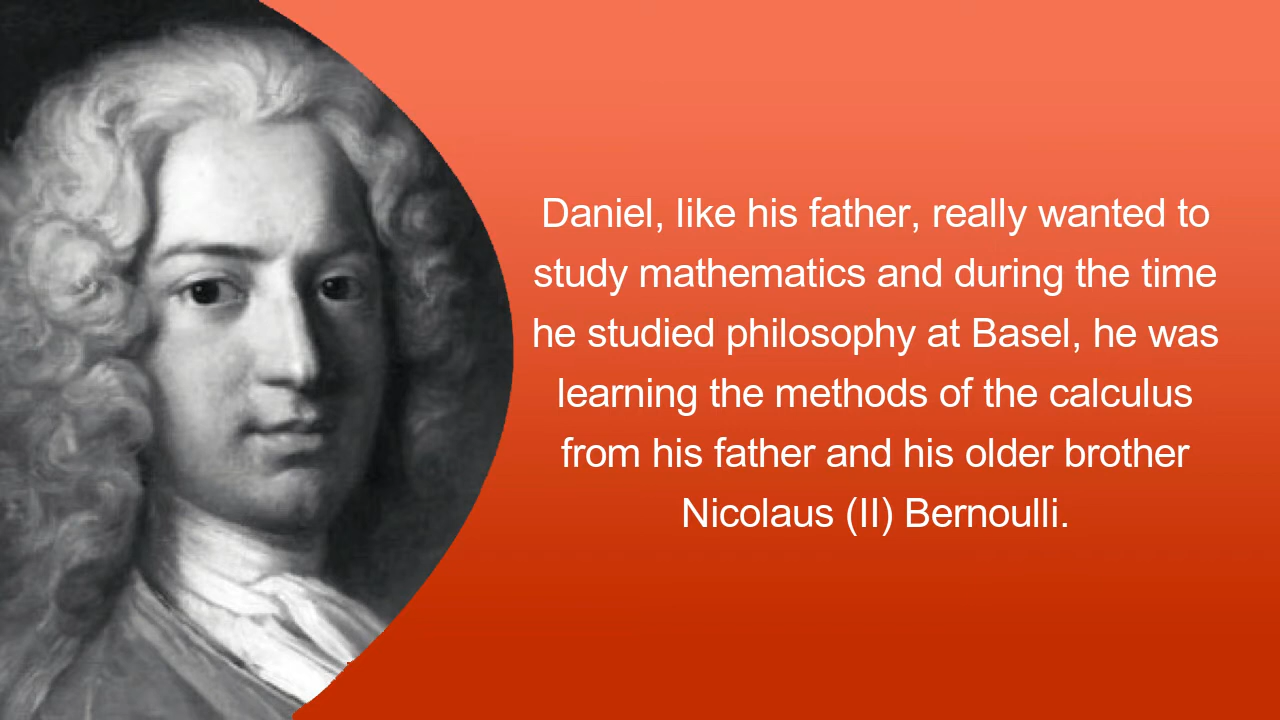 Daniel, like his father, really wanted to
study mathematics and during the time
he studied philosophy at Basel, he was
learning the methods of the calculus
from his father and his older brother
Nicolaus (II) Bernoulli.